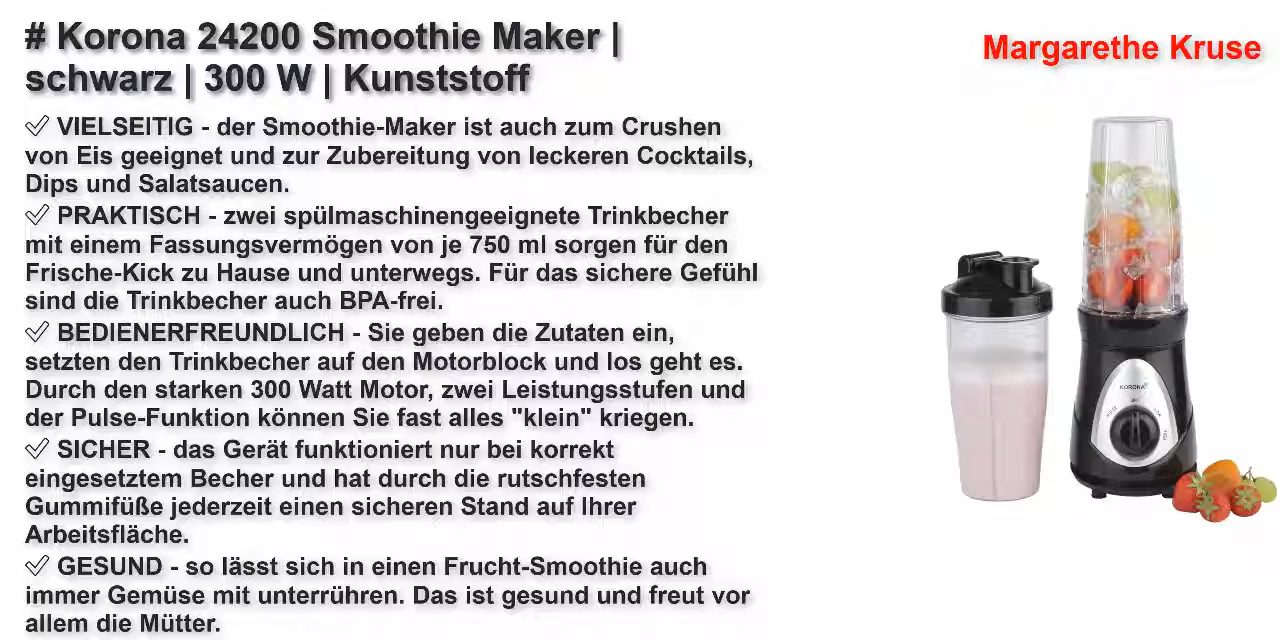 # Korona 24200 Smoothie Maker |
schwarz | 300 W | Kunststoff
Margarethe Kruse
✅ VIELSEITIG - der Smoothie-Maker ist auch zum Crushen
von Eis geeignet und zur Zubereitung von leckeren Cocktails,
Dips und Salatsaucen.
✅ PRAKTISCH - zwei spülmaschinengeeignete Trinkbecher
mit einem Fassungsvermögen von je 750 ml sorgen für den
Frische-Kick zu Hause und unterwegs. Für das sichere Gefühl
sind die Trinkbecher auch BPA-frei.
✅ BEDIENERFREUNDLICH - Sie geben die Zutaten ein,
setzten den Trinkbecher auf den Motorblock und los geht es.
Durch den starken 300 Watt Motor, zwei Leistungsstufen und
der Pulse-Funktion können Sie fast alles "klein" kriegen.
✅ SICHER - das Gerät funktioniert nur bei korrekt
eingesetztem Becher und hat durch die rutschfesten
Gummifüße jederzeit einen sicheren Stand auf Ihrer
Arbeitsfläche.
✅ GESUND - so lässt sich in einen Frucht-Smoothie auch
immer Gemüse mit unterrühren. Das ist gesund und freut vor
allem die Mütter.
KORONA